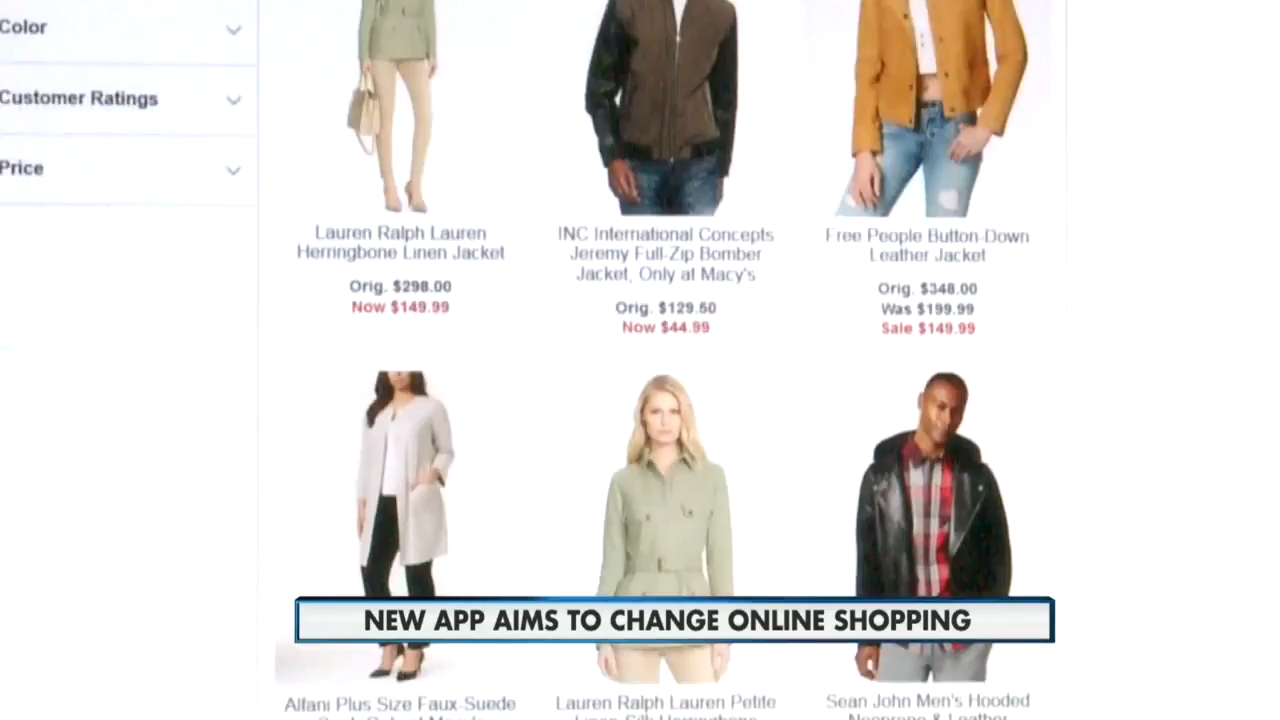 Color
Customer Ratings
Price
Lauren Ralph Lauren
Herringbone Linen Jacket
Orig. $298.00
Now $149.99
INC International Concepts
Jeremy Full-Zip Bomber
Jacket, Only at Macy's
Orig. $129.50
Now $44.99
Free People Button-Down
Leather Jacket
Orig. $348.00
Was $199.99
Sale $149.99
NEW APP AIMS TO CHANGE ONLINE SHOPPING
Alfani Plus Size Faux-Suede
Lauren Ralph Lauren Petite
Sean John Men's Hooded